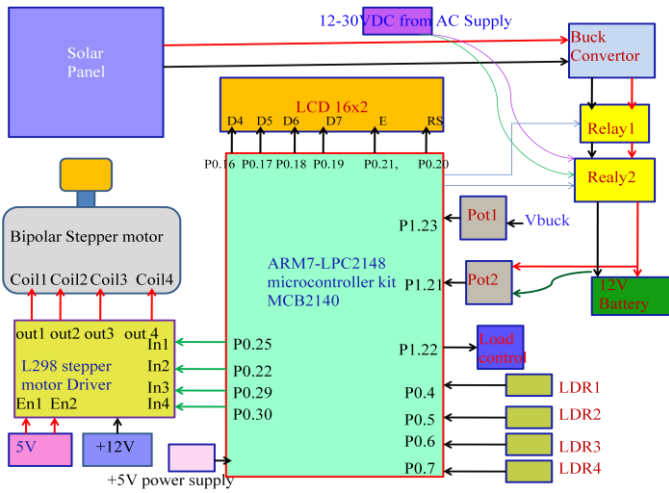 12-30VDC from AC Supply
Solar
Panel
Buck
Convertor
LCD 16x2
D4 D5 D6 D7 E RS
Relay1
Realy2
P0.16 P0.17 P0.18 P0.19 P0.21, P0.20
Bipolar Stepper motor
Coil1 Coil2 Coil3 Coil4
ARM7-LPC2148
microcontroller kit
MCB2140
P1.23
Pot1
Vbuck
P1.21
Pot2
12V
Battery
out1 out2 out3 out 4
L298 stepper
motor Driver
In1
In2
In3
In4
En1 En2
P0.25
P0.22
P0.29
P0.30
P1.22
Load
control
P0.4
LDR1
P0.5
LDR2
P0.6
LDR3
P0.7
LDR4
5V
+12V
+5V power supply